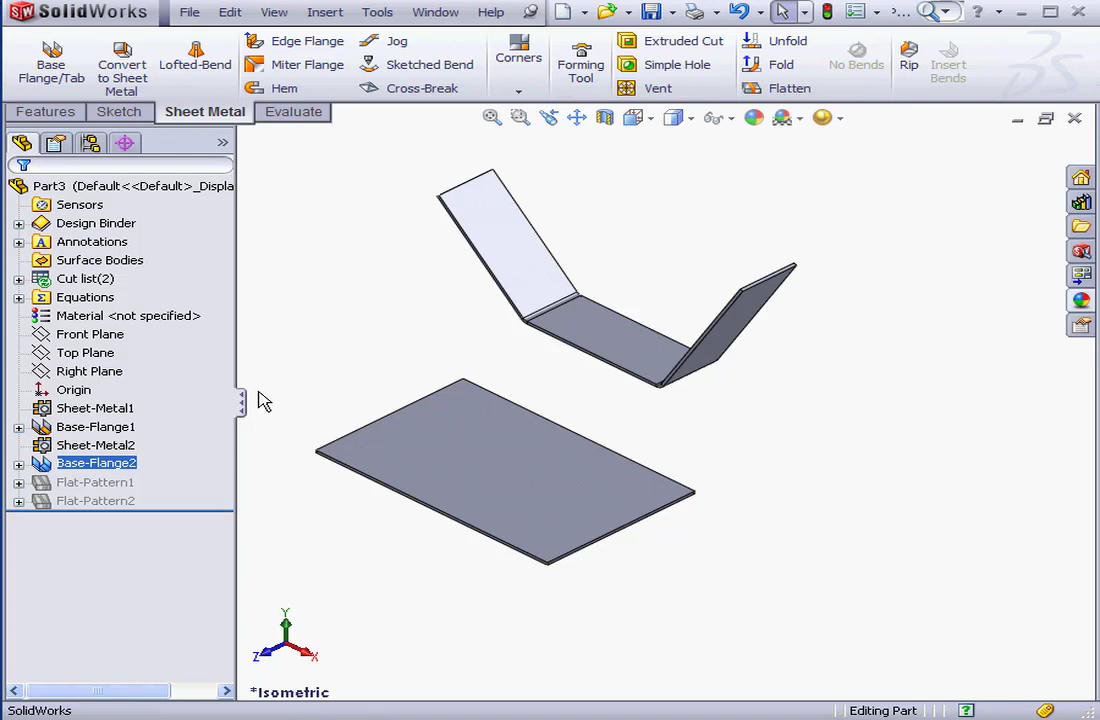 SW SolidWorks File Edit View Insert Tools Window Help ?
Base Flange/Tab
Convert to Sheet Metal
Lofted-Bend
Edge Flange
Miter Flange
Hem
Jog
Sketched Bend
Cross-Break
Corners
Forming Tool
Extruded Cut
Simple Hole
Vent
Unfold
Fold
Flatten
No Bends
Rip
Insert Bends
Features Sketch Sheet Metal Evaluate
Part3 (Default<<Default>_Displa
Sensors
Design Binder
Annotations
Surface Bodies
Cut list(2)
Equations
Material <not specified>
Front Plane
Top Plane
Right Plane
Origin
Sheet-Metal1
Base-Flange1
Sheet-Metal2
Base-Flange2
Flat-Pattern1
Flat-Pattern2
Y
Z
X
*Isometric
SolidWorks Editing Part ?